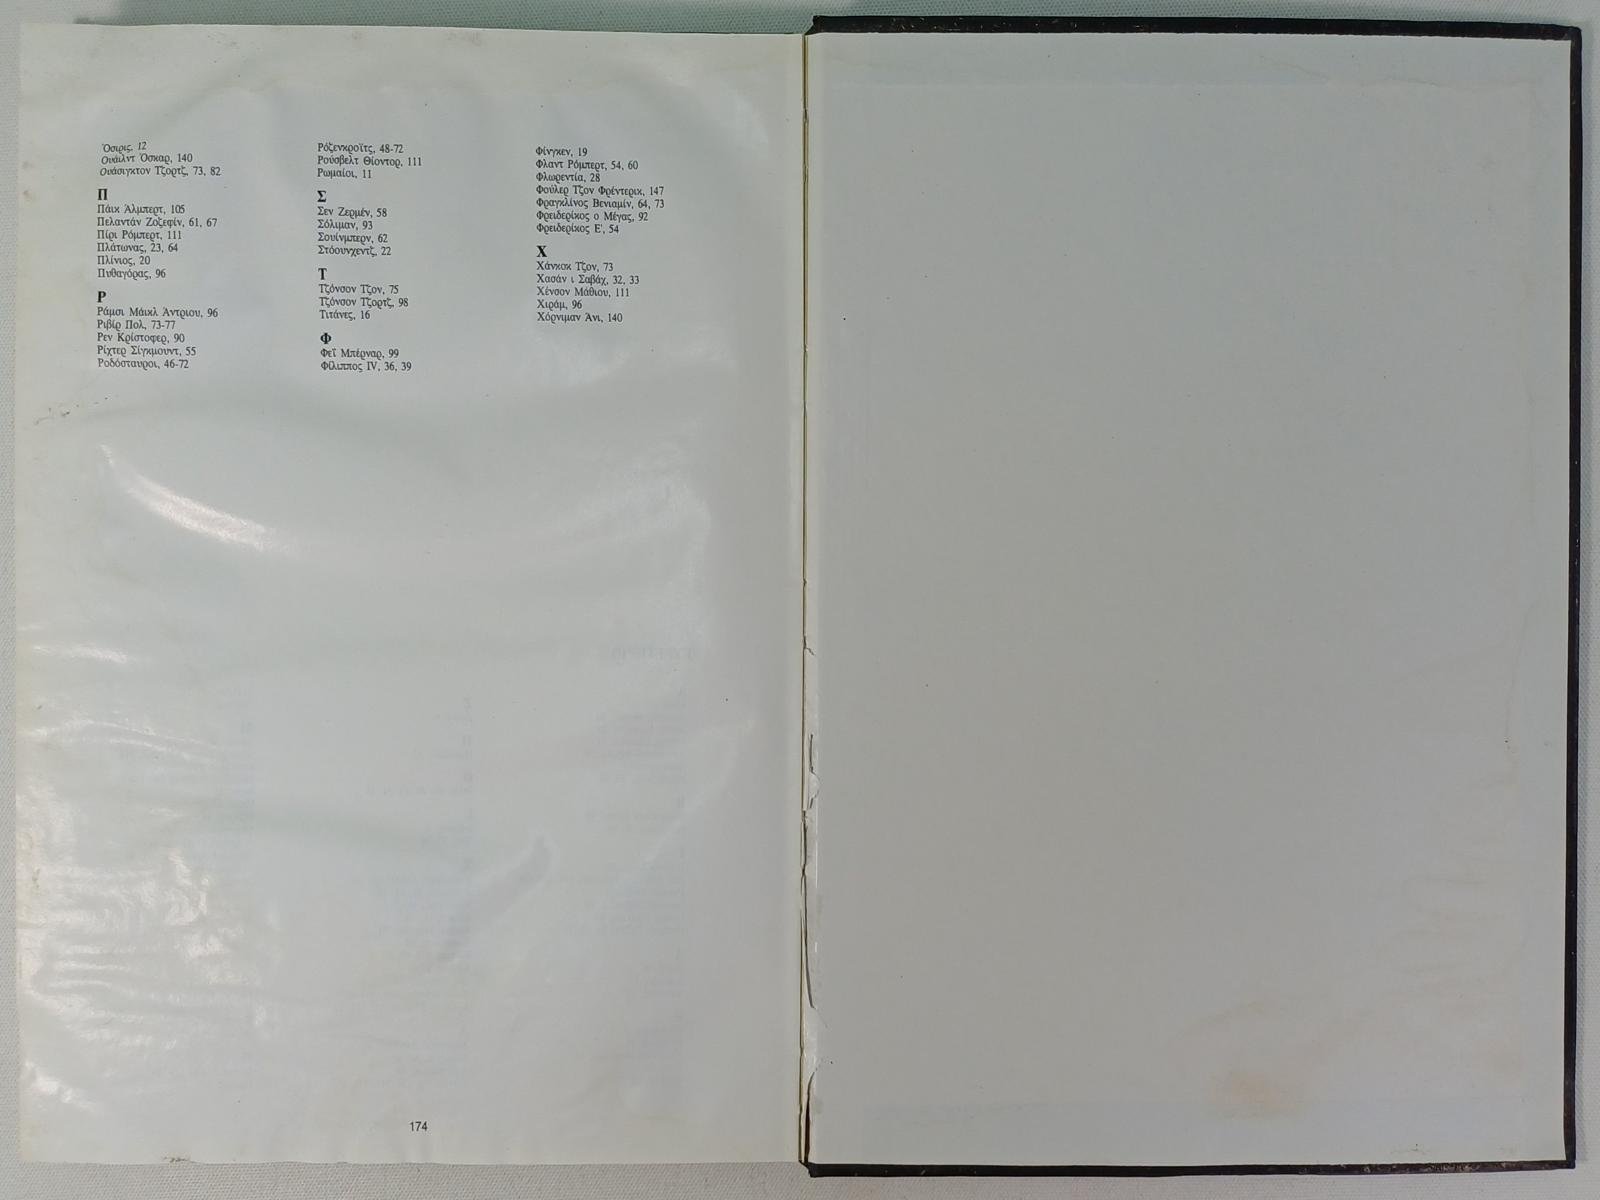 Όσιρις, 12
Ουάιλντ Όσκαρ, 140
Ουάσιγκτον Τζορτζ, 73, 82
Π
Πάικ Άλμπερτ, 105
Πελαντάν Ζοζεφίν, 61, 67
Πίρι Ρόμπερτ, 111
Πλάτωνας, 23, 64
Πλίνιος, 20
Πυθαγόρας, 96
Ρ
Ράμσι Μάικλ Άντριου, 96
Ριβίρ Πολ, 73-77
Ρεν Κρίστοφερ, 90
Ρίχτερ Σίγκμουντ, 55
Ροδόσταυροι, 46-72
Ρόζενκροϊτς, 48-72
Ρούσβελτ Θίοντορ, 111
Ρωμαίοι, 11
Σ
Σεν Ζερμέν, 58
Σόλιμαν, 93
Σουίνμπερν, 62
Στόουνχεντζ, 22
Τ
Τζόνσον Τζον, 75
Τζόνσον Τζορτζ, 98
Τιτάνες, 16
Φ
Φεΐ Μπέρναρ, 99
Φίλιππος IV, 36, 39
Φίνγκεν, 19
Φλαντ Ρόμπερτ, 54, 60
Φλωρεντία, 28
Φούλερ Τζον Φρέντερικ, 147
Φραγκλίνος Βενιαμίν, 64, 73
Φρειδερίκος ο Μέγας, 92
Φρειδερίκος Ε', 54
Χ
Χάνκοκ Τζον, 73
Χασάν ι Σαβάχ, 32, 33
Χένσον Μάθιου, 111
Χιράμ, 96
Χόρνιμαν Άνι, 140
174